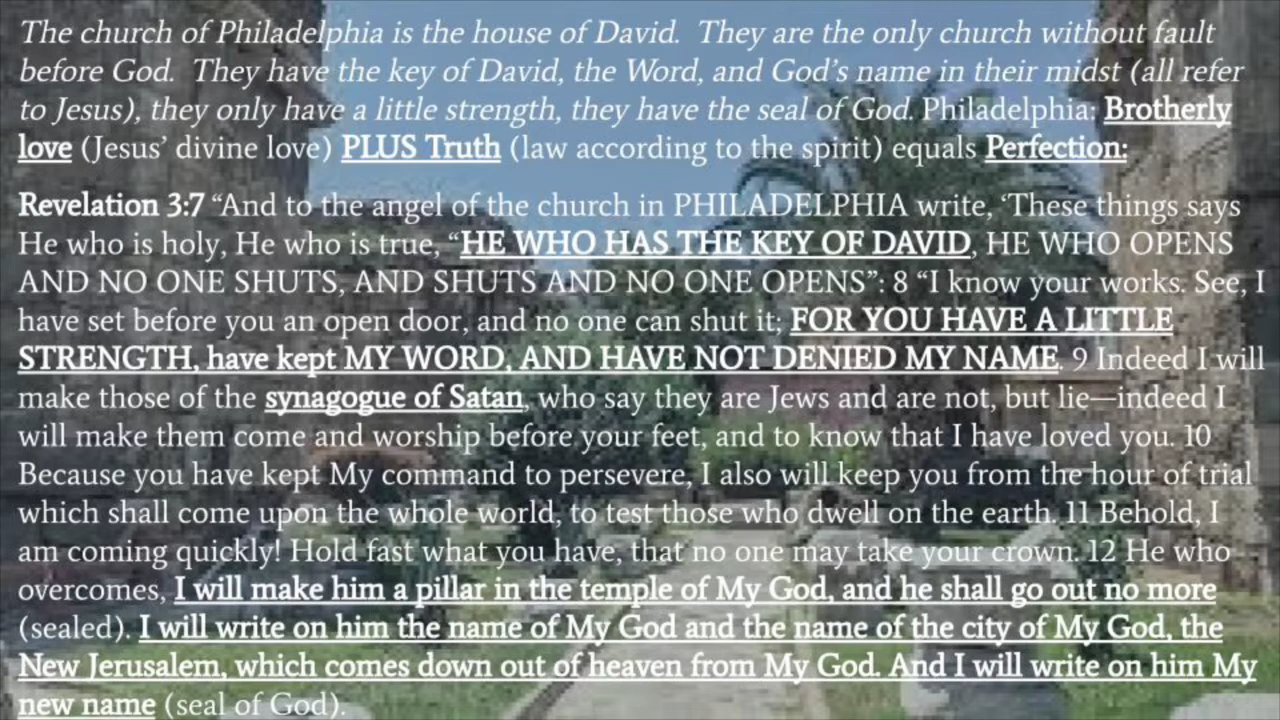 The church of Philadelphia is the house of David.  They are the only church without fault
before God.  They have the key of David, the Word, and God's name in their midst (all refer
to Jesus), they only have a little strength, they have the seal of God. Philadelphia: Brotherly
love (Jesus' divine love) PLUS Truth (law according to the spirit) equals Perfection:
Revelation 3:7 “And to the angel of the church in PHILADELPHIA write, ‘These things says
He who is holy, He who is true, “HE WHO HAS THE KEY OF DAVID, HE WHO OPENS
AND NO ONE SHUTS, AND SHUTS AND NO ONE OPENS”: 8 “I know your works. See, I
have set before you an open door, and no one can shut it; FOR YOU HAVE A LITTLE
STRENGTH, have kept MY WORD, AND HAVE NOT DENIED MY NAME. 9 Indeed I will
make those of the synagogue of Satan, who say they are Jews and are not, but lie—indeed I
will make them come and worship before your feet, and to know that I have loved you. 10
Because you have kept My command to persevere, I also will keep you from the hour of trial
which shall come upon the whole world, to test those who dwell on the earth. 11 Behold, I
am coming quickly! Hold fast what you have, that no one may take your crown. 12 He who
overcomes, I will make him a pillar in the temple of My God, and he shall go out no more
(sealed). I will write on him the name of My God and the name of the city of My God, the
New Jerusalem, which comes down out of heaven from My God. And I will write on him My
new name (seal of God).